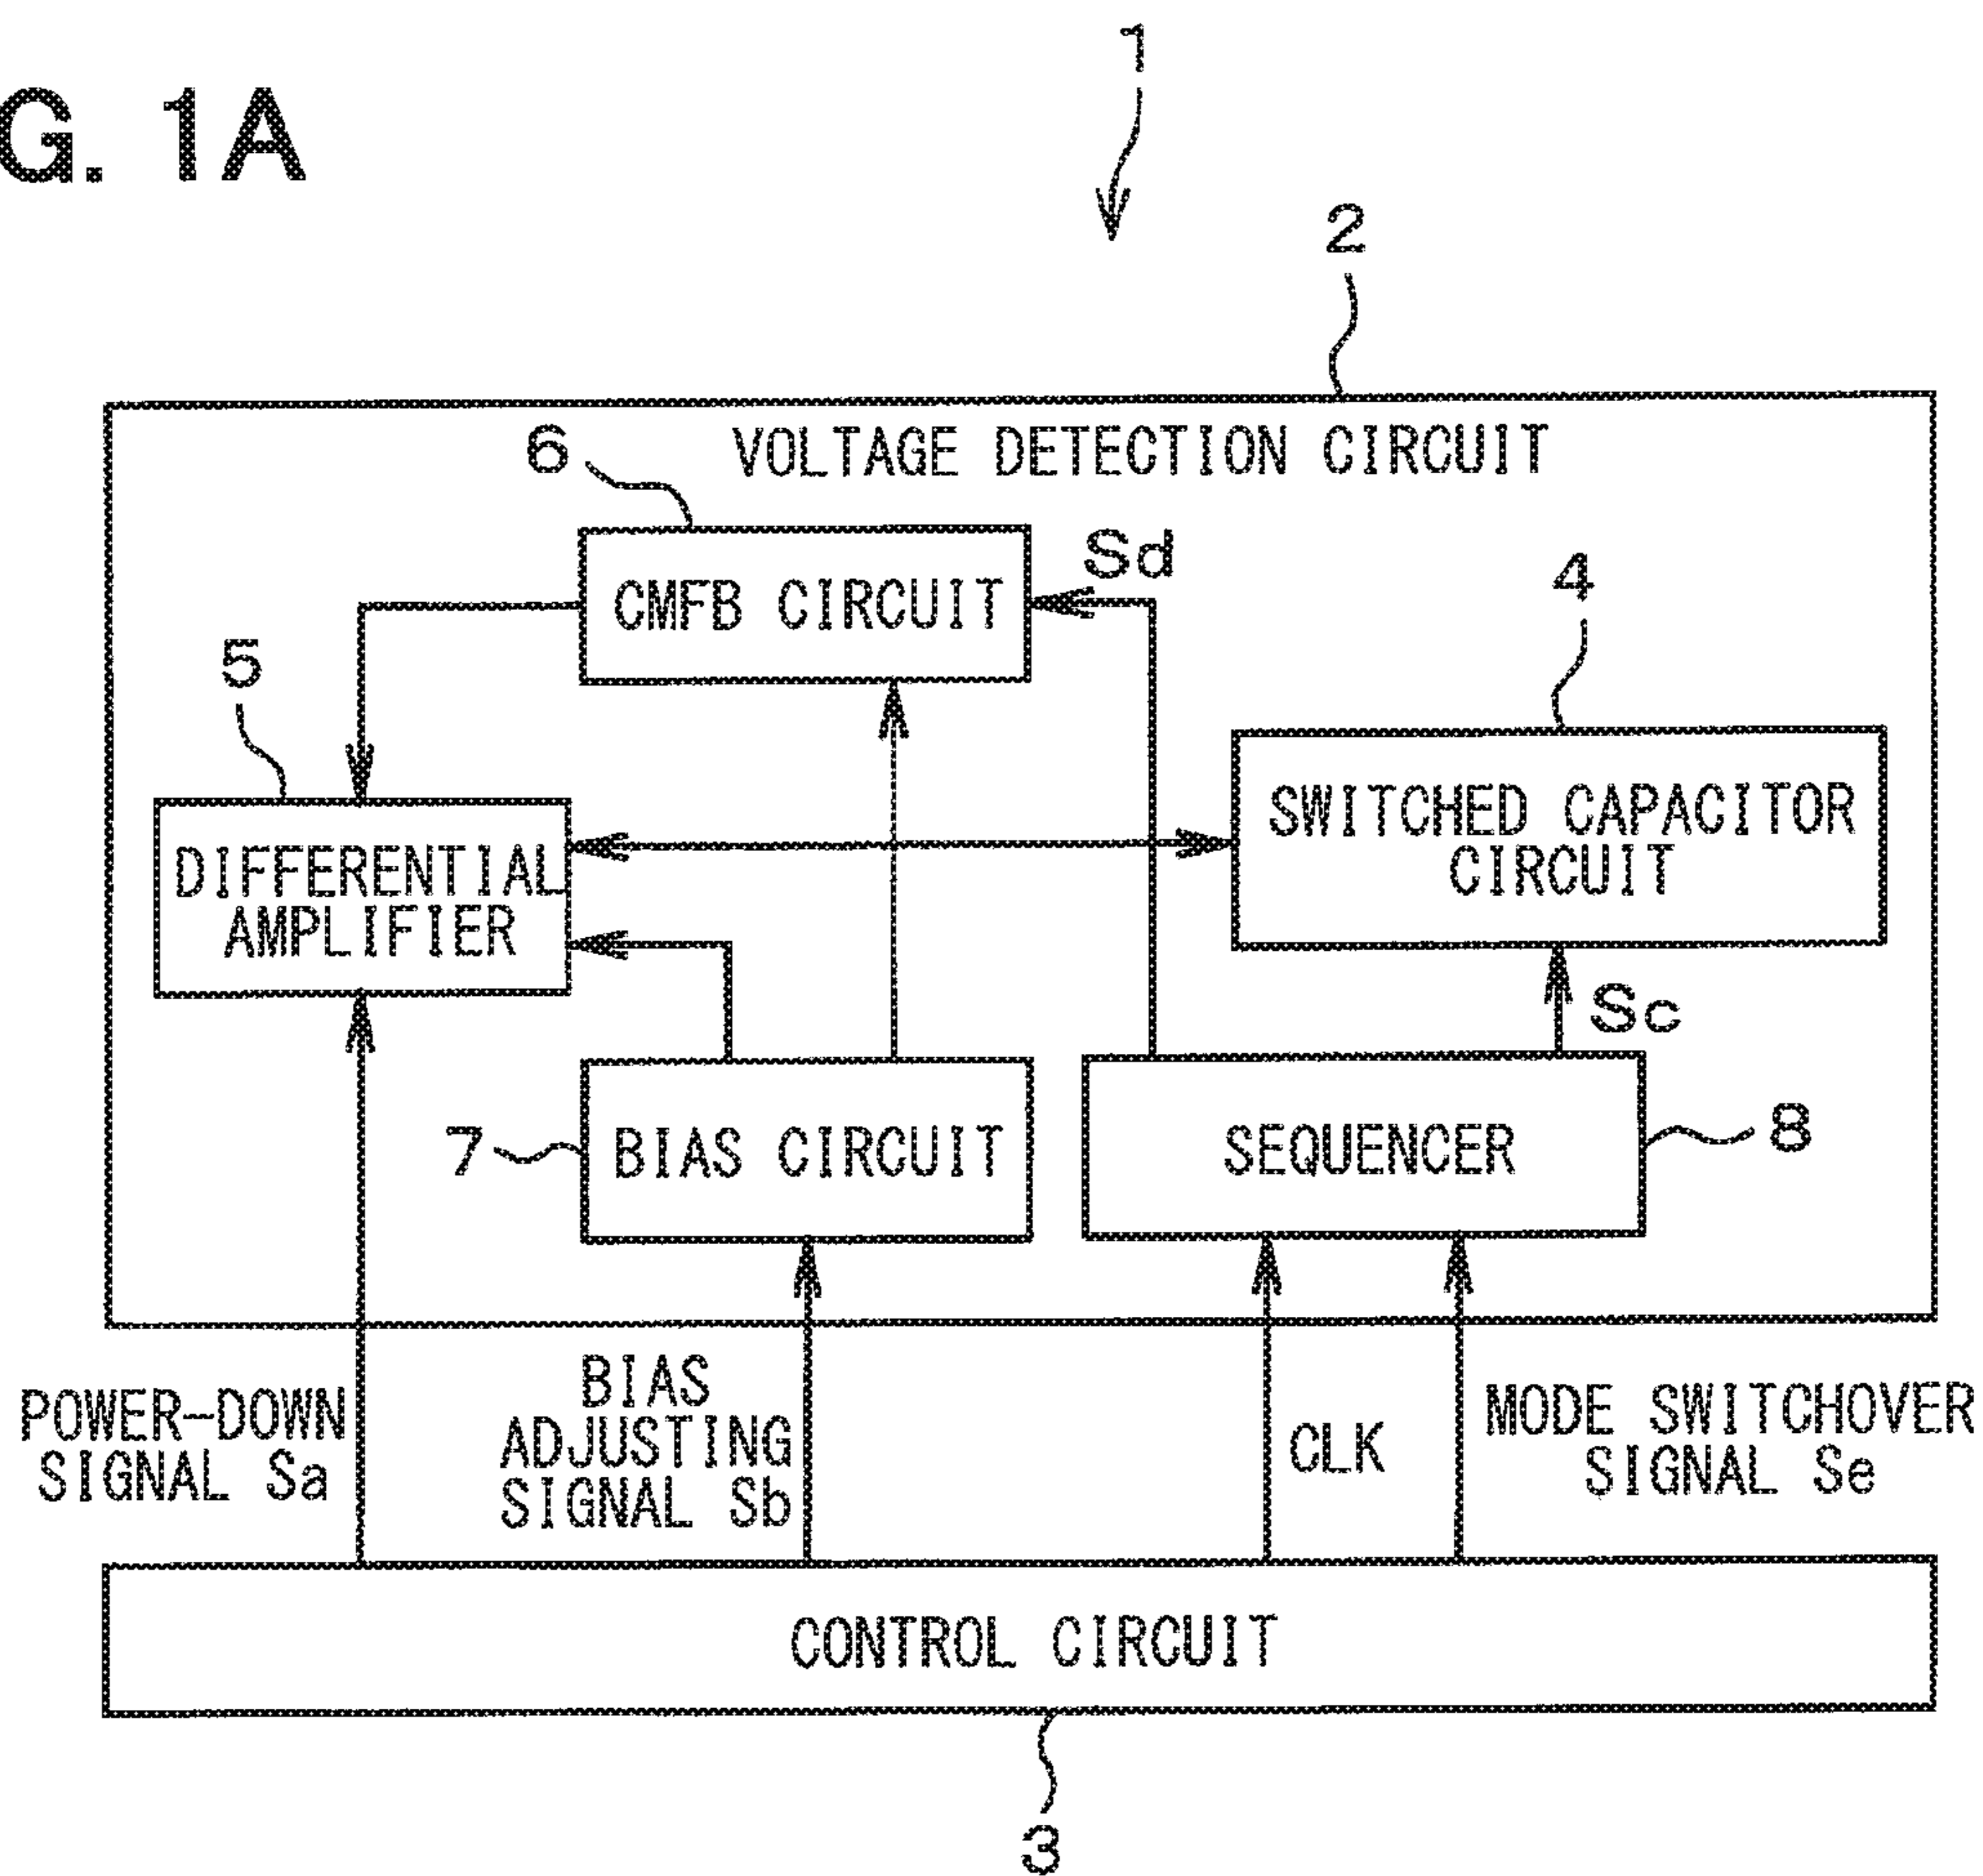 G. 1A
1
2
VOLTAGE DETECTION CIRCUIT
6
CMFB CIRCUIT
Sd
4
5
SWITCHED CAPACITOR
CIRCUIT
DIFFERENTIAL
AMPLIFIER
Sc
7
BIAS CIRCUIT
SEQUENCER
8
POWER-DOWN
SIGNAL Sa
BIAS
ADJUSTING
SIGNAL Sb
CLK
MODE SWITCHOVER
SIGNAL Se
CONTROL CIRCUIT
3